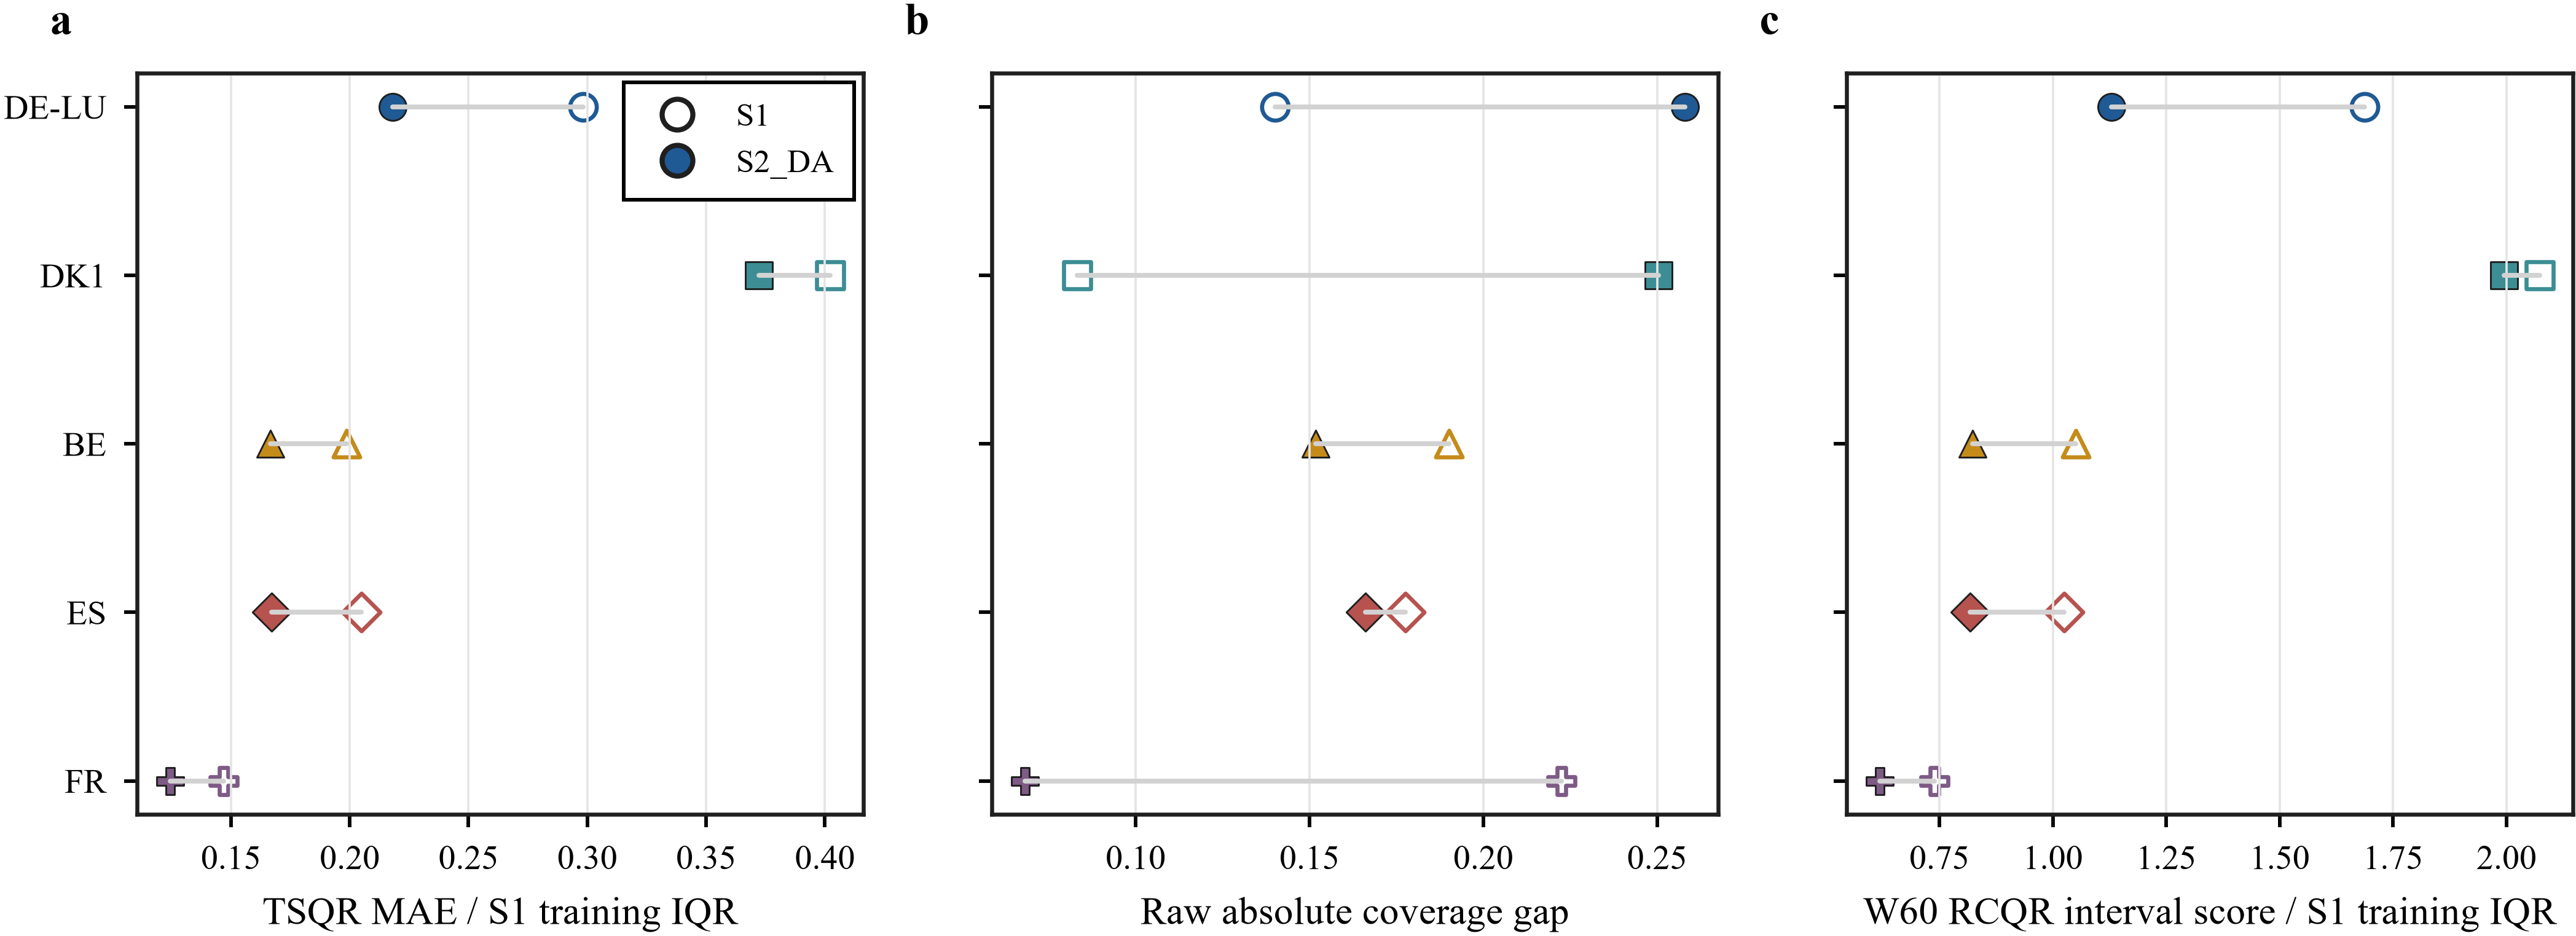 a
b
c
DE-LU
DK1
BE
ES
FR
S1
S2_DA
0.15 0.20 0.25 0.30 0.35 0.40
TSQR MAE / S1 training IQR
0.10 0.15 0.20 0.25
Raw absolute coverage gap
0.75 1.00 1.25 1.50 1.75 2.00
W60 RCQR interval score / S1 training IQR